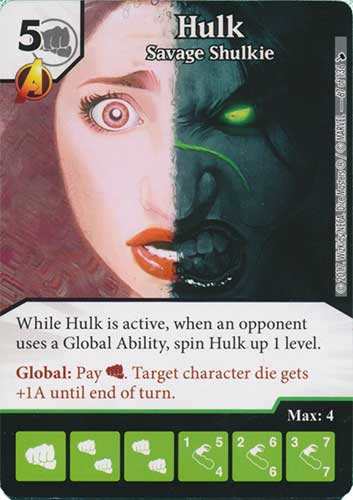 5
Hulk
Savage Shulkie
While Hulk is active, when an opponent
uses a Global Ability, spin Hulk up 1 level.
Global: Pay . Target character die gets
+1A until end of turn.
Max: 4
1 5 4
2 6 6
3 7 7